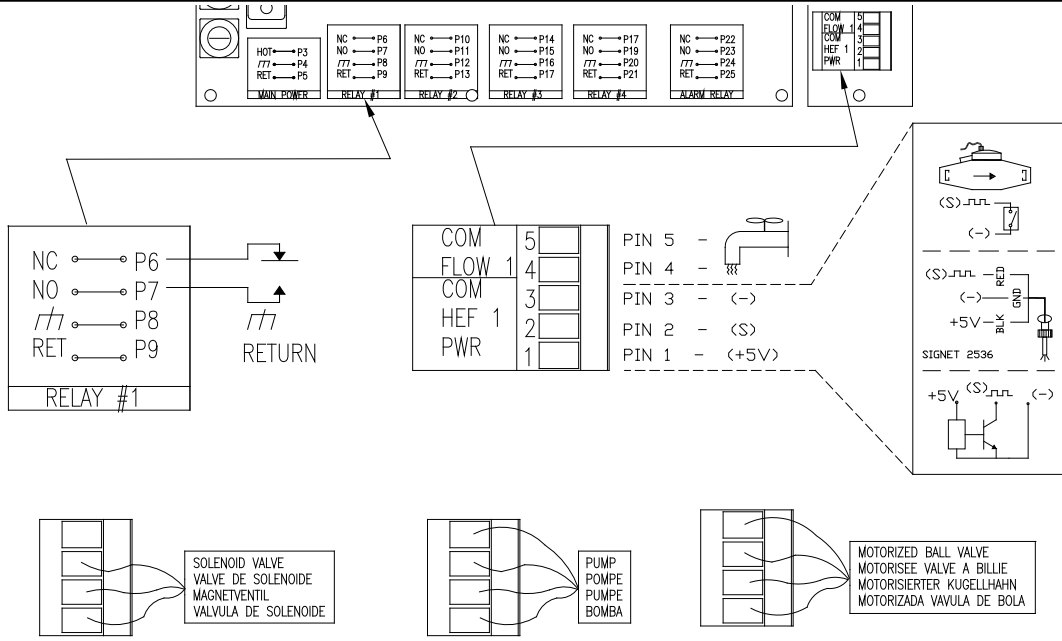 HOT P3
P4
RET P5
MAIN POWER
NC P6
NO P7
P8
RET P9
RELAY #1
NC P10
NO P11
P12
RET P13
RELAY #2
NC P14
NO P15
P16
RET P17
RELAY #3
NC P17
NO P19
P20
RET P21
RELAY #4
NC P22
NO P23
P24
RET P25
ALARM RELAY
COM 5
FLOW 1 4
COM 3
HEF 1 2
PWR 1
NC P6
NO P7
P8
RET P9
RELAY #1
RETURN
COM 5
FLOW 1 4
COM 3
HEF 1 2
PWR 1
PIN 5 -
PIN 4 -
PIN 3 - (-)
PIN 2 - (S)
PIN 1 - (+5V)
(S)
(-)
(S) RED
(-) GND
+5V BLK
SIGNET 2536
+5V (S) (-)
SOLENOID VALVE
VALVE DE SOLENOIDE
MAGNETVENTIL
VALVULA DE SOLENOIDE
PUMP
POMPE
PUMPE
BOMBA
MOTORIZED BALL VALVE
MOTORISEE VALVE A BILLIE
MOTORISIERTER KUGELLHAHN
MOTORIZADA VAVULA DE BOLA